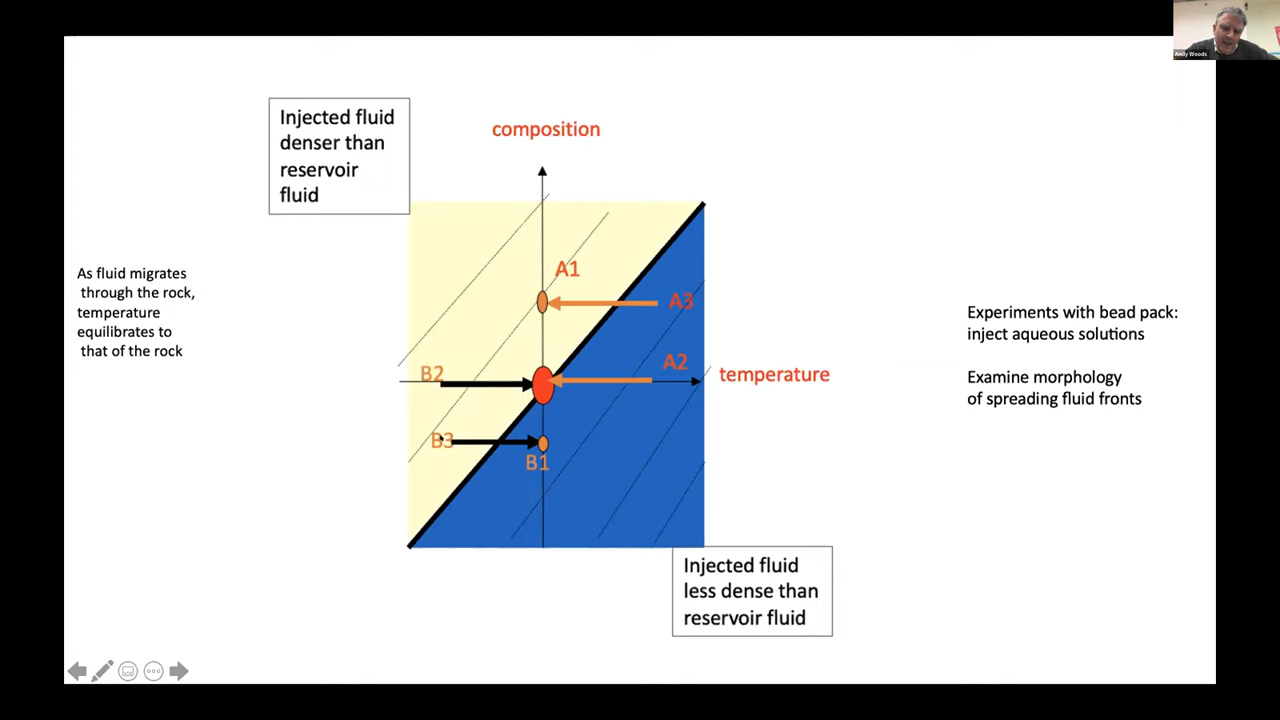 Andy Woods
Injected fluid
denser than
reservoir
fluid
composition
As fluid migrates
through the rock,
temperature
equilibrates to
that of the rock
A1
A3
A2
B2
temperature
B3
B1
Experiments with bead pack:
inject aqueous solutions
Examine morphology
of spreading fluid fronts
Injected fluid
less dense than
reservoir fluid